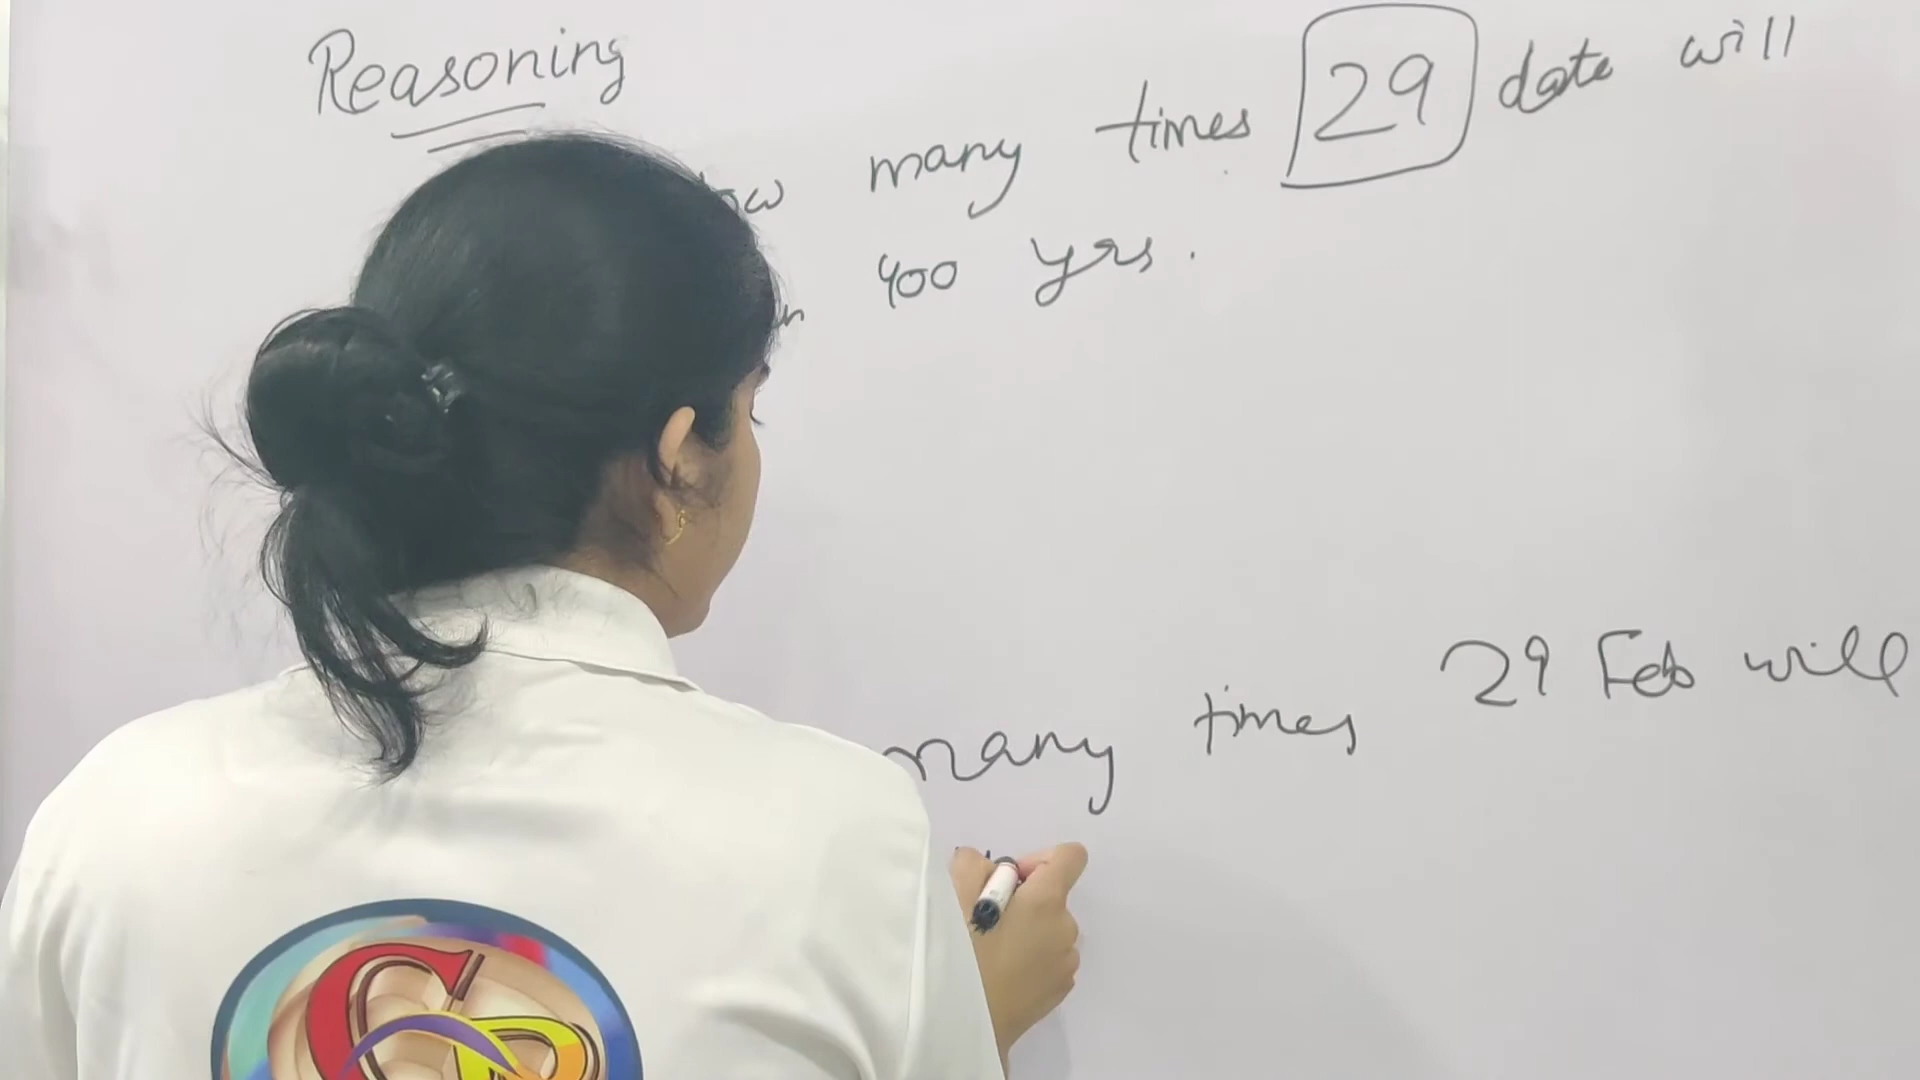 Reasoning
many times 29 date will
400 yrs.
many times 29 Feb will